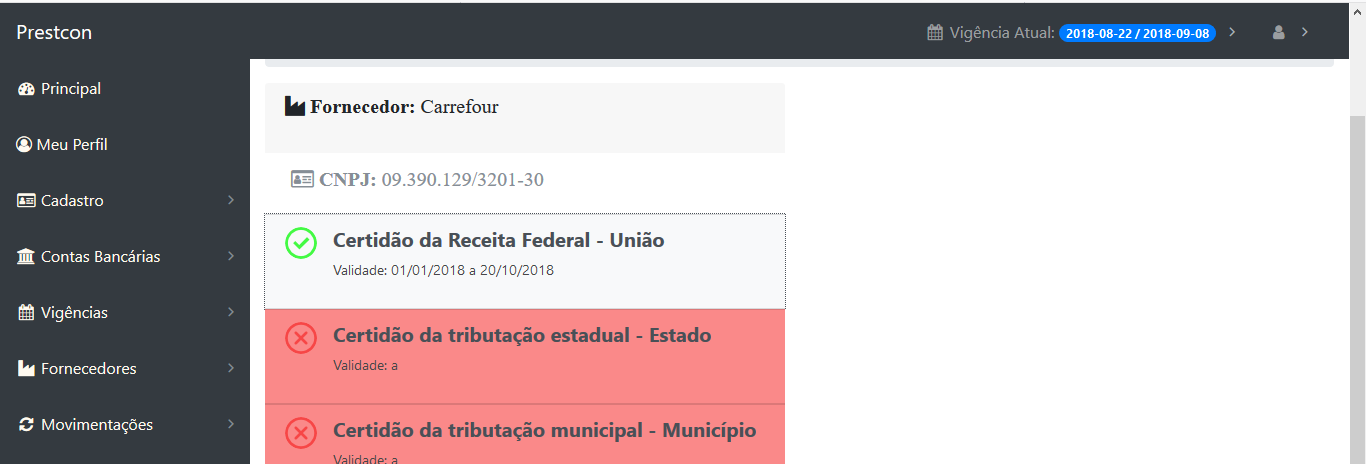 Prestcon
Vigência Atual: 2018-08-22 / 2018-09-08
Principal
Meu Perfil
Cadastro
Contas Bancárias
Vigências
Fornecedores
Movimentações
Fornecedor: Carrefour
CNPJ: 09.390.129/3201-30
Certidão da Receita Federal - União
Validade: 01/01/2018 a 20/10/2018
Certidão da tributação estadual - Estado
Validade: a
Certidão da tributação municipal - Município
Validade: a